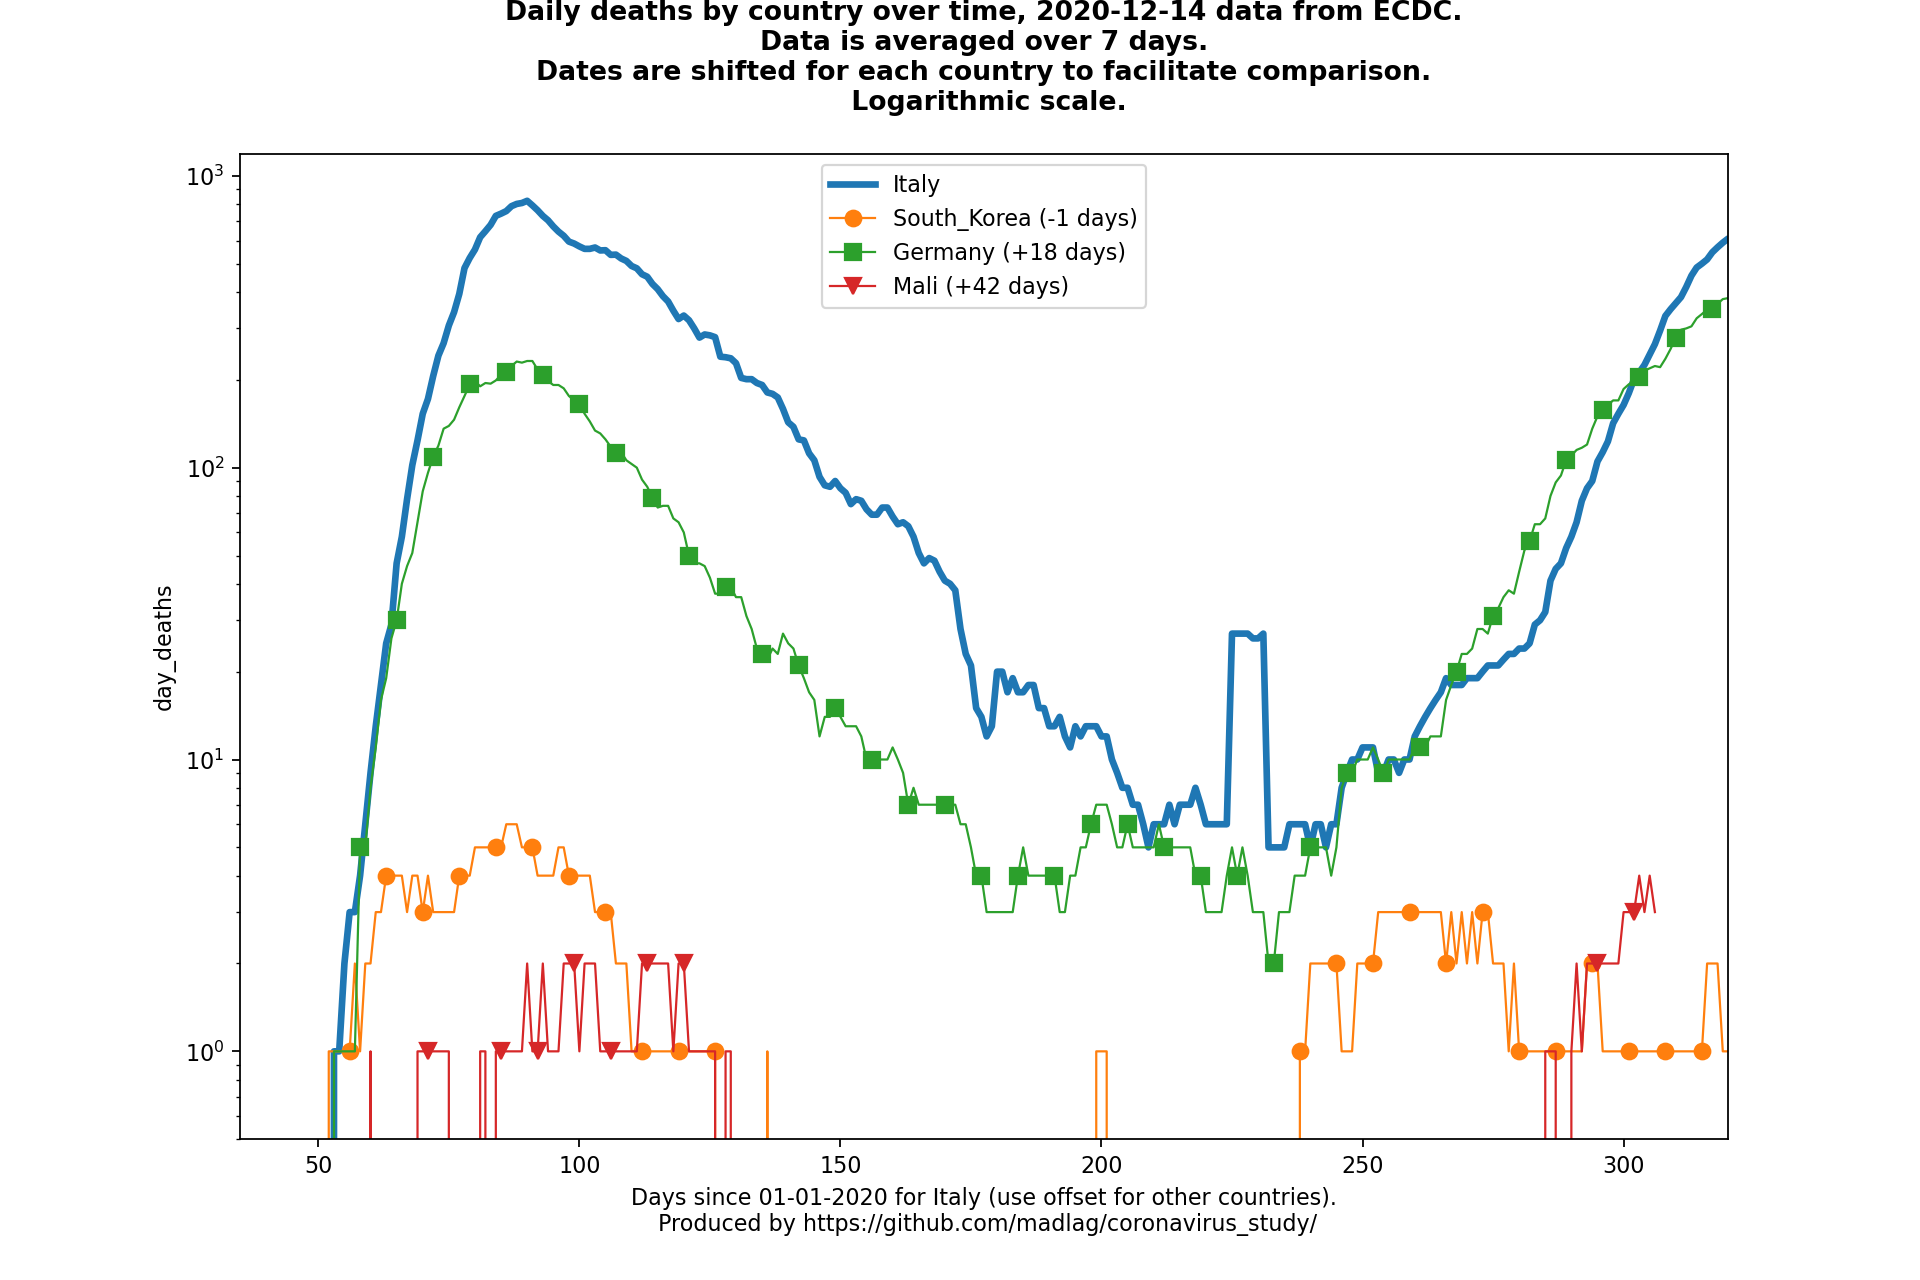 Daily deaths by country over time, 2020-12-14 data from ECDC.
Data is averaged over 7 days.
Dates are shifted for each country to facilitate comparison.
Logarithmic scale.
Italy
South_Korea (-1 days)
Germany (+18 days)
Mali (+42 days)
day_deaths
10³
10²
10¹
10⁰
50 100 150 200 250 300
Days since 01-01-2020 for Italy (use offset for other countries).
Produced by https://github.com/madlag/coronavirus_study/